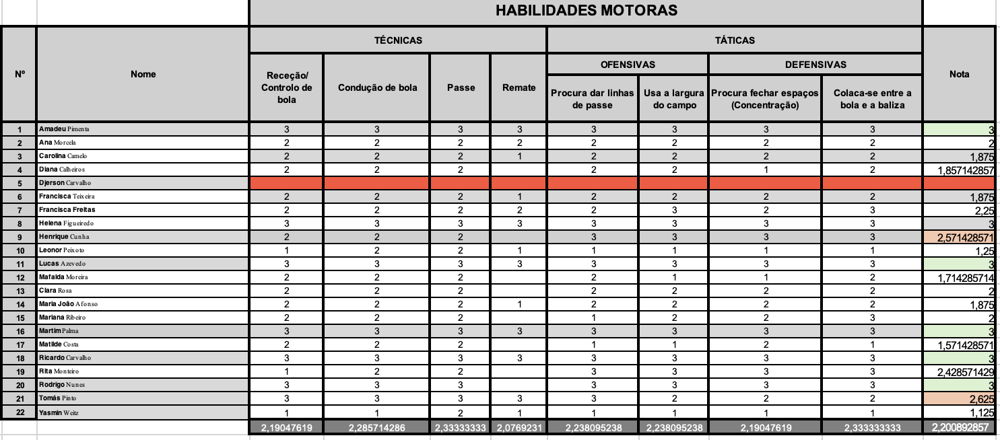 HABILIDADES MOTORAS
TÉCNICAS TÁTICAS
OFENSIVAS DEFENSIVAS
Nº Nome Receção/ Controlo de bola Condução de bola Passe Remate Procura dar linhas de passe Usa a largura do campo Procura fechar espaços (Concentração) Colaca-se entre a bola e a baliza Nota
1 Amadeu Pimenta 3 3 3 3 3 3 3 3 3
2 Ana Morcela 2 2 2 2 2 2 2 2 2
3 Carolina Camelo 2 2 2 1 2 2 2 2 1,875
4 Diana Calheiros 2 2 2 2 2 1 2 1,857142857
5 Djerson Carvalho
6 Francisca Teixeira 2 2 2 1 2 2 2 2 1,875
7 Francisca Freitas 2 2 2 2 2 3 2 3 2,25
8 Helena Figueiredo 3 3 3 3 3 3 3 3 3
9 Henrique Cunha 2 2 2 3 3 3 3 2,571428571
10 Leonor Peixoto 1 2 2 1 1 1 1 1 1,25
11 Lucas Azevedo 3 3 3 3 3 3 3 3 3
12 Mafalda Moreira 2 2 2 2 1 1 2 1,714285714
13 Clara Rosa 2 2 2 2 2 2 2 2
14 Maria João Afonso 2 2 2 1 2 2 2 2 1,875
15 Mariana Ribeiro 2 2 2 1 2 2 3 2
16 Martim Palma 3 3 3 3 3 3 3 3 3
17 Matilde Costa 2 2 2 1 1 2 1 1,571428571
18 Ricardo Carvalho 3 3 3 3 3 3 3 3 3
19 Rita Monteiro 1 2 2 3 3 3 3 2,428571429
20 Rodrigo Nunes 3 3 3 3 3 3 3 3
21 Tomás Pinto 3 3 3 3 3 2 2 2 2,625
22 Yasmin Weitz 1 1 2 1 1 1 1 1 1,125
2,19047619 2,285714286 2,33333333 2,0769231 2,238095238 2,238095238 2,19047619 2,333333333 2,200892857